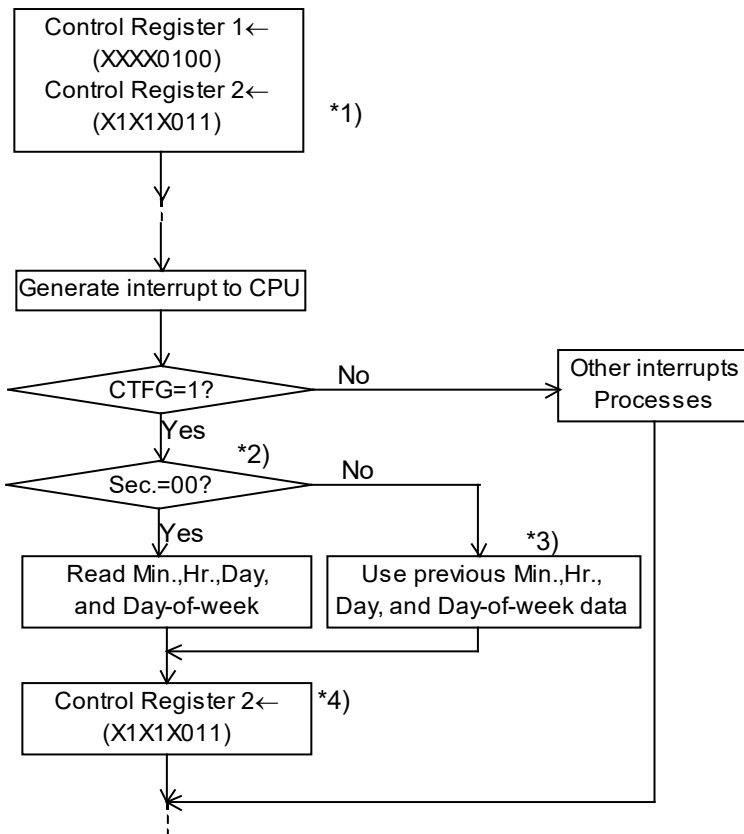 Control Register 1←
(XXXX0100)
Control Register 2←
(X1X1X011)
*1)
Generate interrupt to CPU
CTFG=1?
No
Other interrupts
Processes
Yes
*2)
Sec.=00?
No
Yes
*3)
Read Min.,Hr.,Day,
and Day-of-week
Use previous Min.,Hr.,
Day, and Day-of-week data
Control Register 2←
(X1X1X011)
*4)